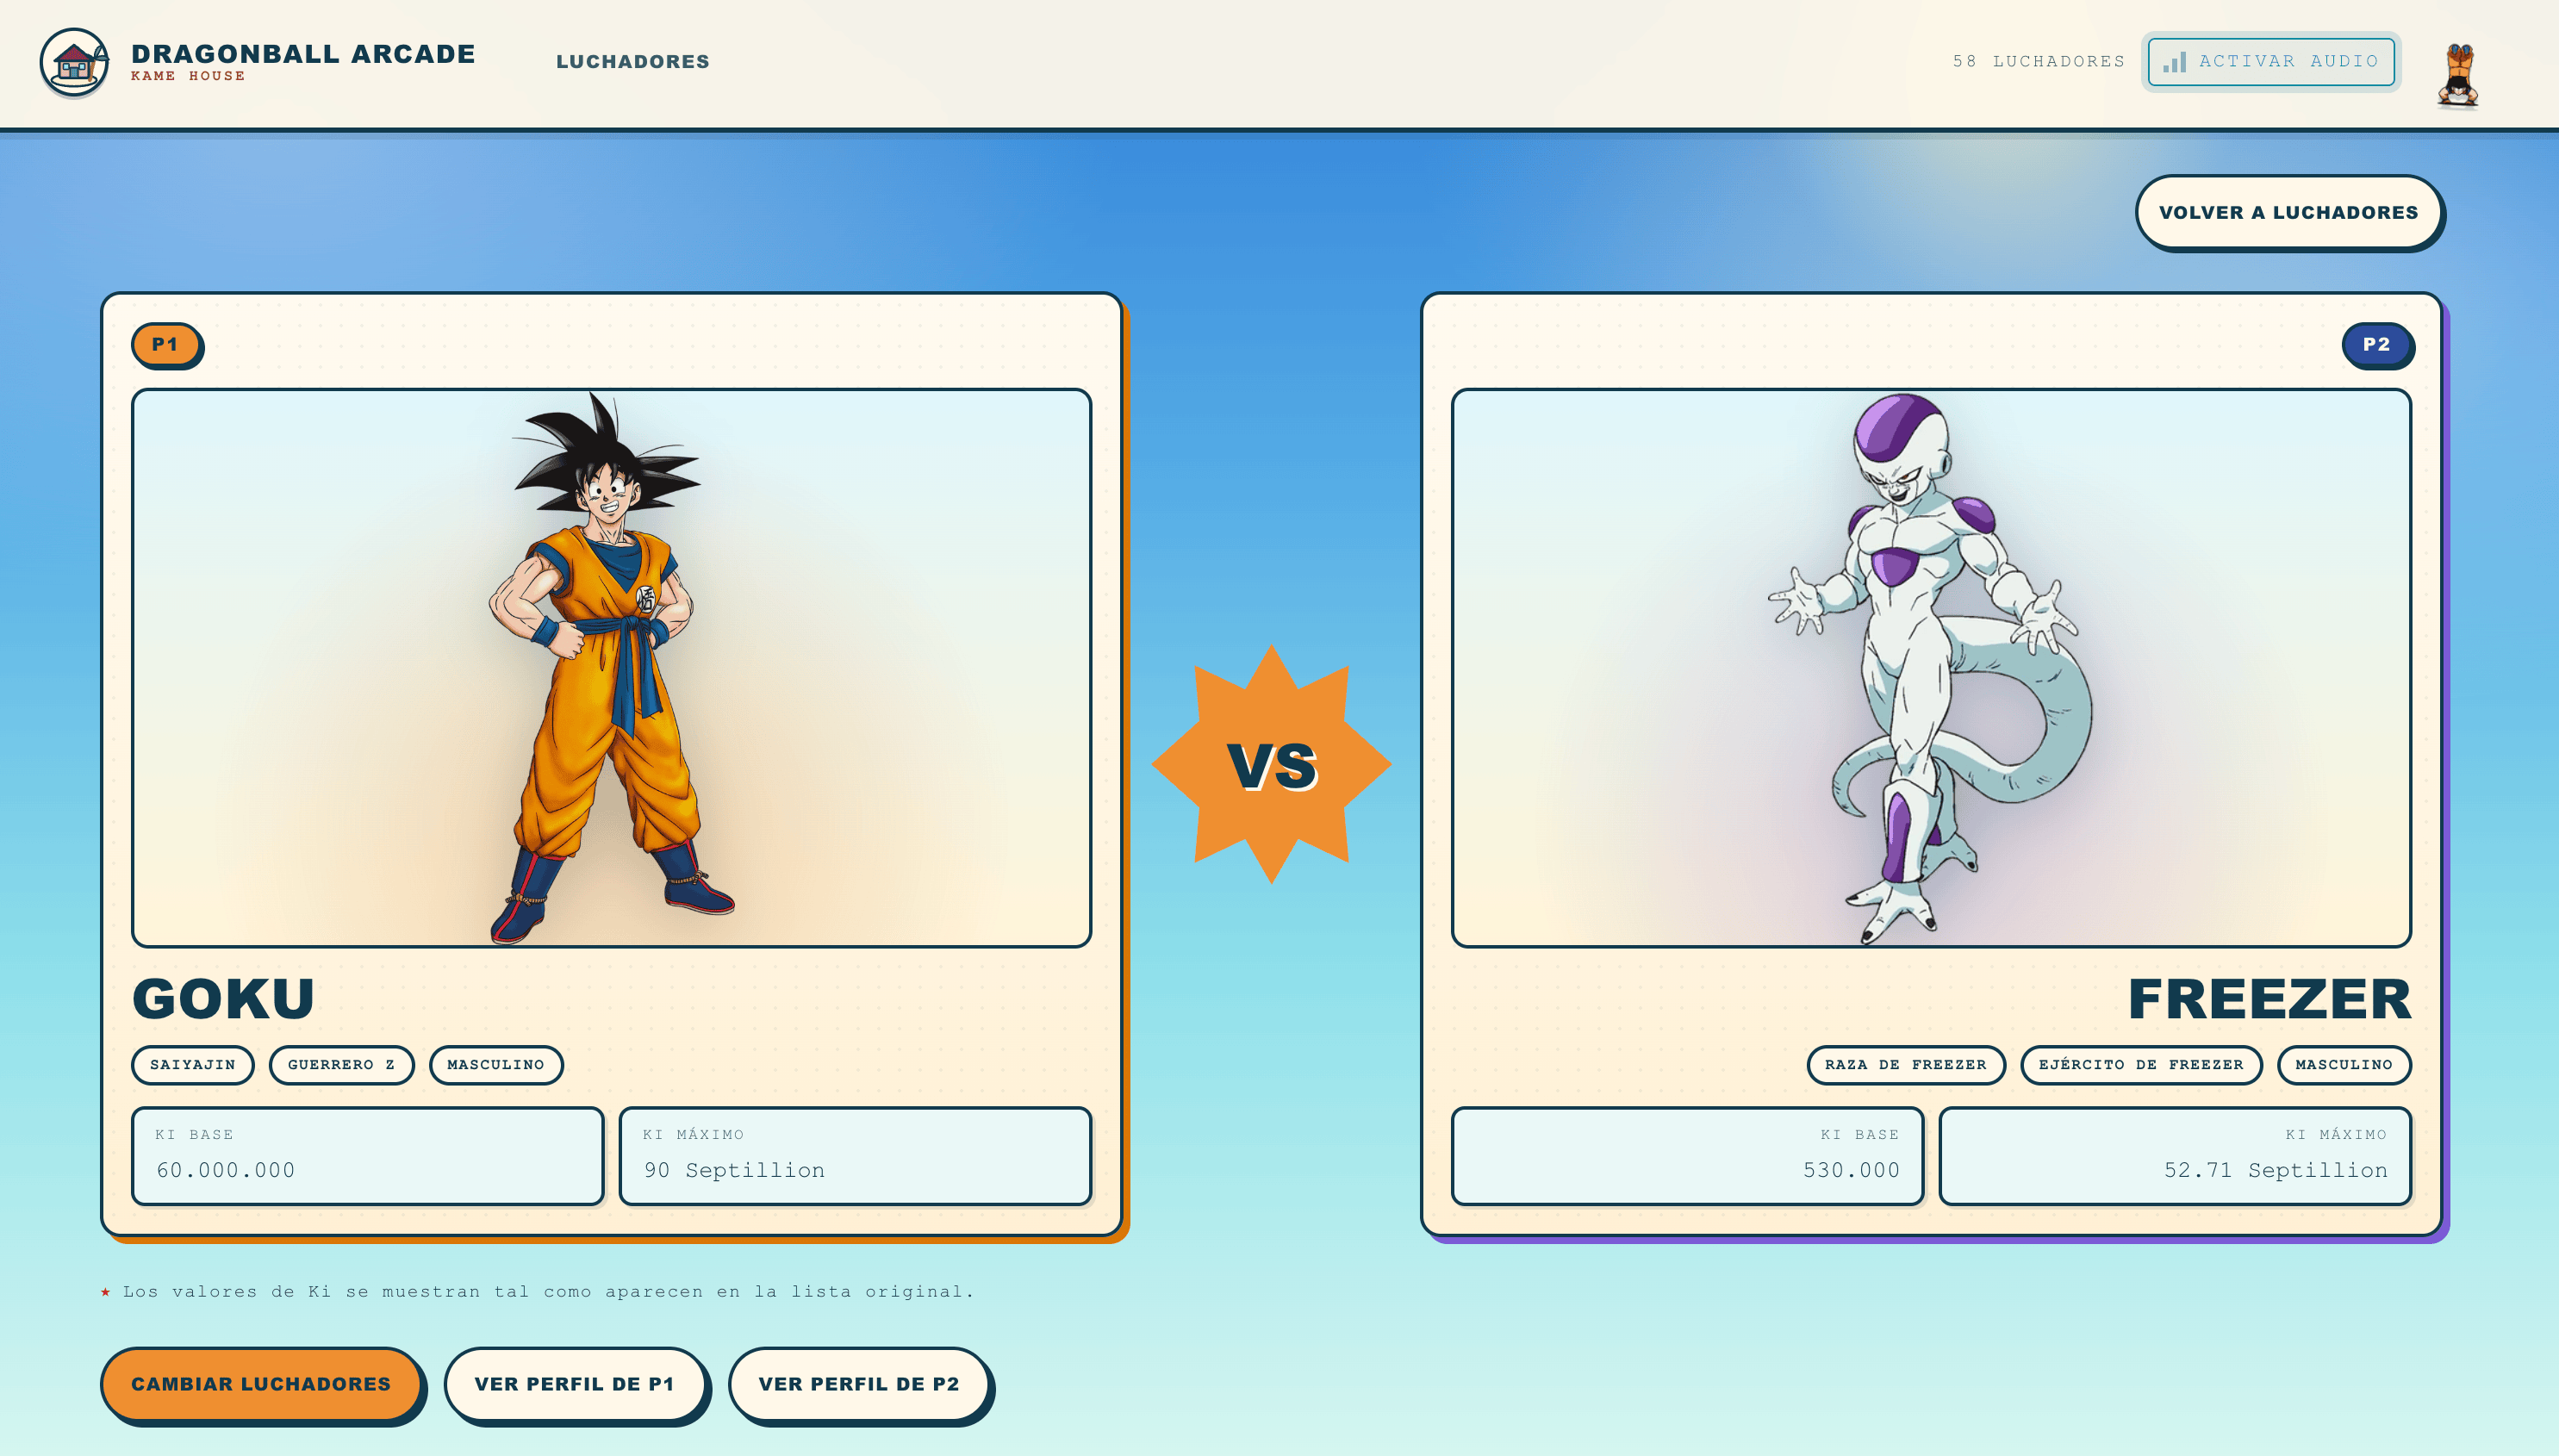 DRAGONBALL ARCADE
KAME HOUSE
LUCHADORES
58 LUCHADORES
ACTIVAR AUDIO
VOLVER A LUCHADORES
P1
悟
GOKU
SAIYAJIN
GUERRERO Z
MASCULINO
KI BASE
60.000.000
KI MÁXIMO
90 Septillion
VS
P2
FREEZER
RAZA DE FREEZER
EJÉRCITO DE FREEZER
MASCULINO
KI BASE
530.000
KI MÁXIMO
52.71 Septillion
★ Los valores de Ki se muestran tal como aparecen en la lista original.
CAMBIAR LUCHADORES
VER PERFIL DE P1
VER PERFIL DE P2